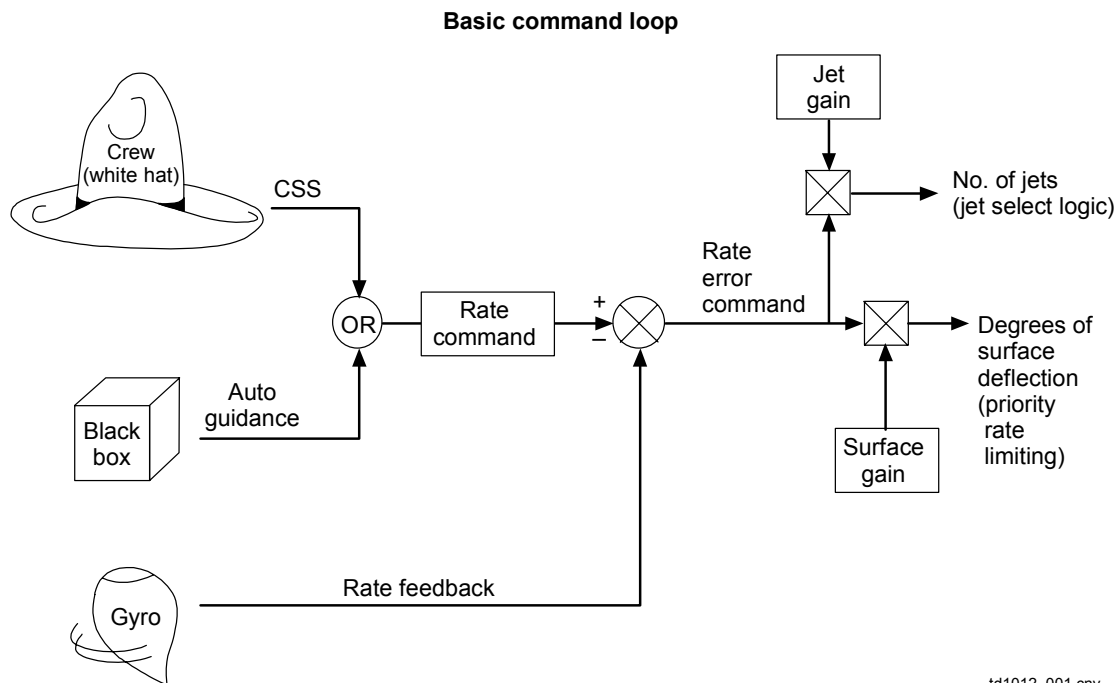 Basic command loop
Jet
gain
Crew
(white hat)
CSS
No. of jets
(jet select logic)
Rate
error
command
OR
Rate
command
+
–
Degrees of
surface
deflection
(priority
rate
limiting)
Auto
guidance
Black
box
Surface
gain
Rate feedback
Gyro